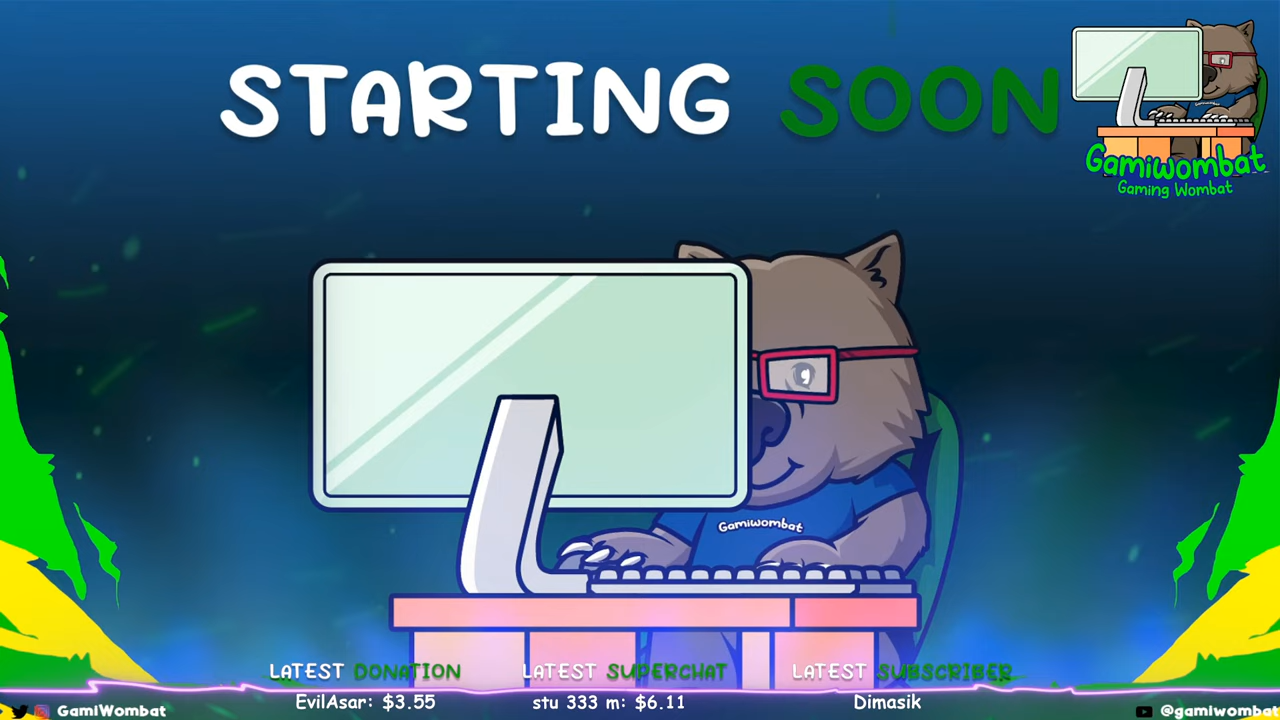 STARTING SOON
Gamiwombat
Gaming Wombat
Gamiwombat
LATEST DONATION
LATEST SUPERCHAT
LATEST SUBSCRIBER
EvilAsar: $3.55
stu 333 m: $6.11
Dimasik
GamiWombat
@gamiwombat